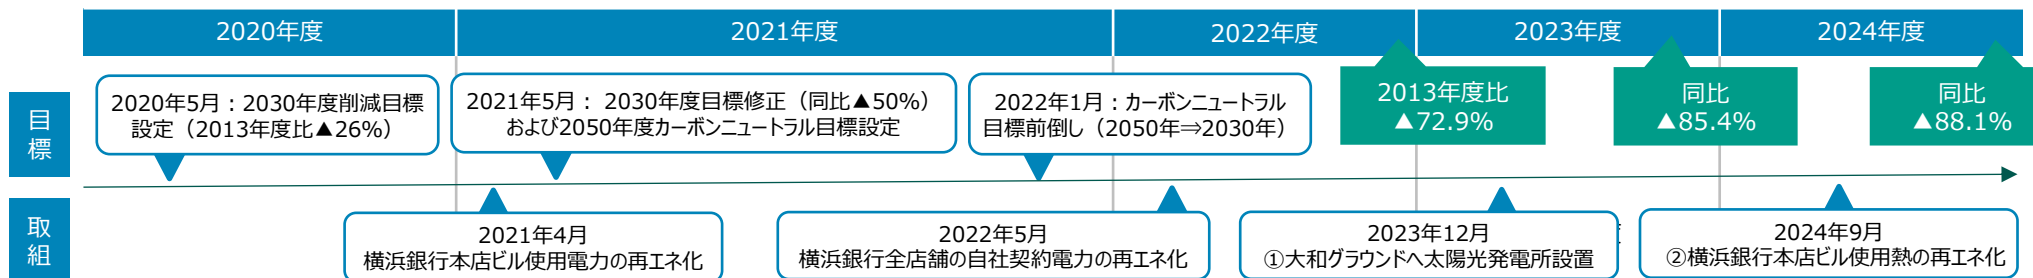 2020年度
2021年度
2022年度
2023年度
2024年度
目標
2020年5月：2030年度削減目標
設定（2013年度比▲26%）
2021年5月： 2030年度目標修正（同比▲50%）
および2050年度カーボンニュートラル目標設定
2022年1月：カーボンニュートラル
目標前倒し（2050年⇒2030年）
2013年度比
▲72.9%
同比
▲85.4%
同比
▲88.1%
取組
2021年4月
横浜銀行本店ビル使用電力の再エネ化
2022年5月
横浜銀行全店舗の自社契約電力の再エネ化
2023年12月
①大和グラウンドへ太陽光発電所設置
2024年9月
②横浜銀行本店ビル使用熱の再エネ化